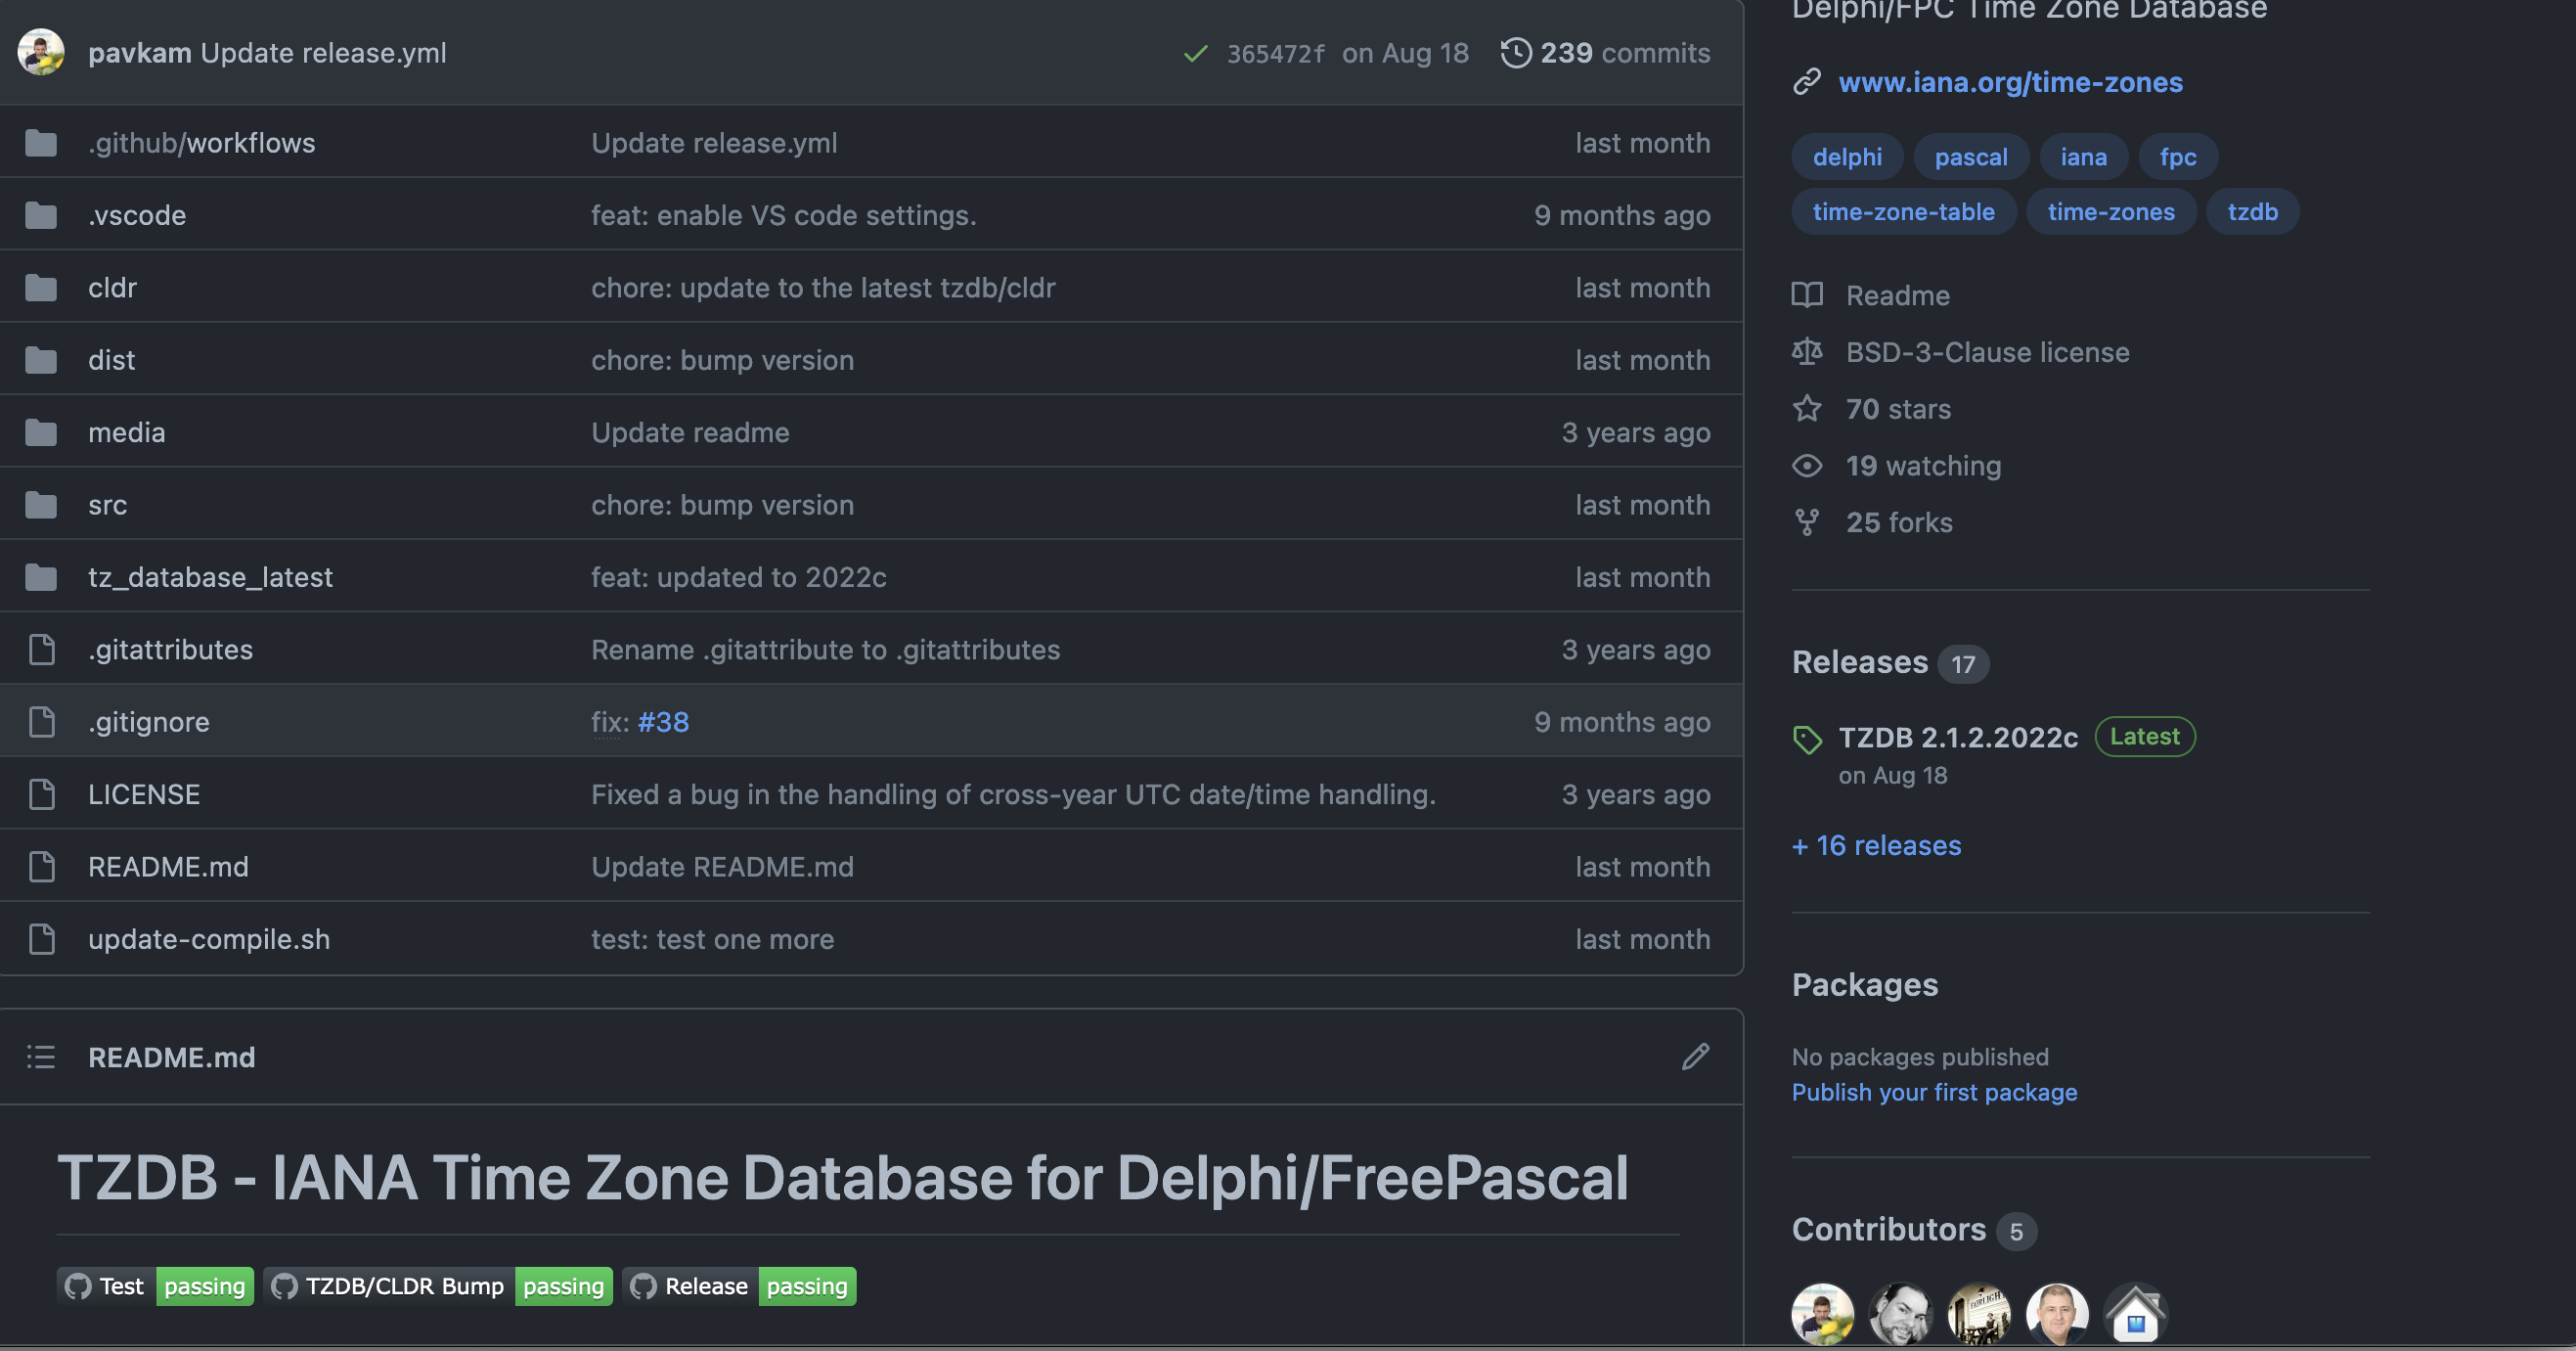 pavkam Update release.yml 365472f on Aug 18 239 commits
.github/workflows Update release.yml last month
.vscode feat: enable VS code settings. 9 months ago
cldr chore: update to the latest tzdb/cldr last month
dist chore: bump version last month
media Update readme 3 years ago
src chore: bump version last month
tz_database_latest feat: updated to 2022c last month
.gitattributes Rename .gitattribute to .gitattributes 3 years ago
.gitignore fix: #38 9 months ago
LICENSE Fixed a bug in the handling of cross-year UTC date/time handling. 3 years ago
README.md Update README.md last month
update-compile.sh test: test one more last month
README.md
TZDB - IANA Time Zone Database for Delphi/FreePascal
Test passing TZDB/CLDR Bump passing Release passing
Delphi/FPC Time Zone Database
www.iana.org/time-zones
delphi pascal iana fpc
time-zone-table time-zones tzdb
Readme
BSD-3-Clause license
70 stars
19 watching
25 forks
Releases 17
TZDB 2.1.2.2022c Latest
on Aug 18
+ 16 releases
Packages
No packages published
Publish your first package
Contributors 5